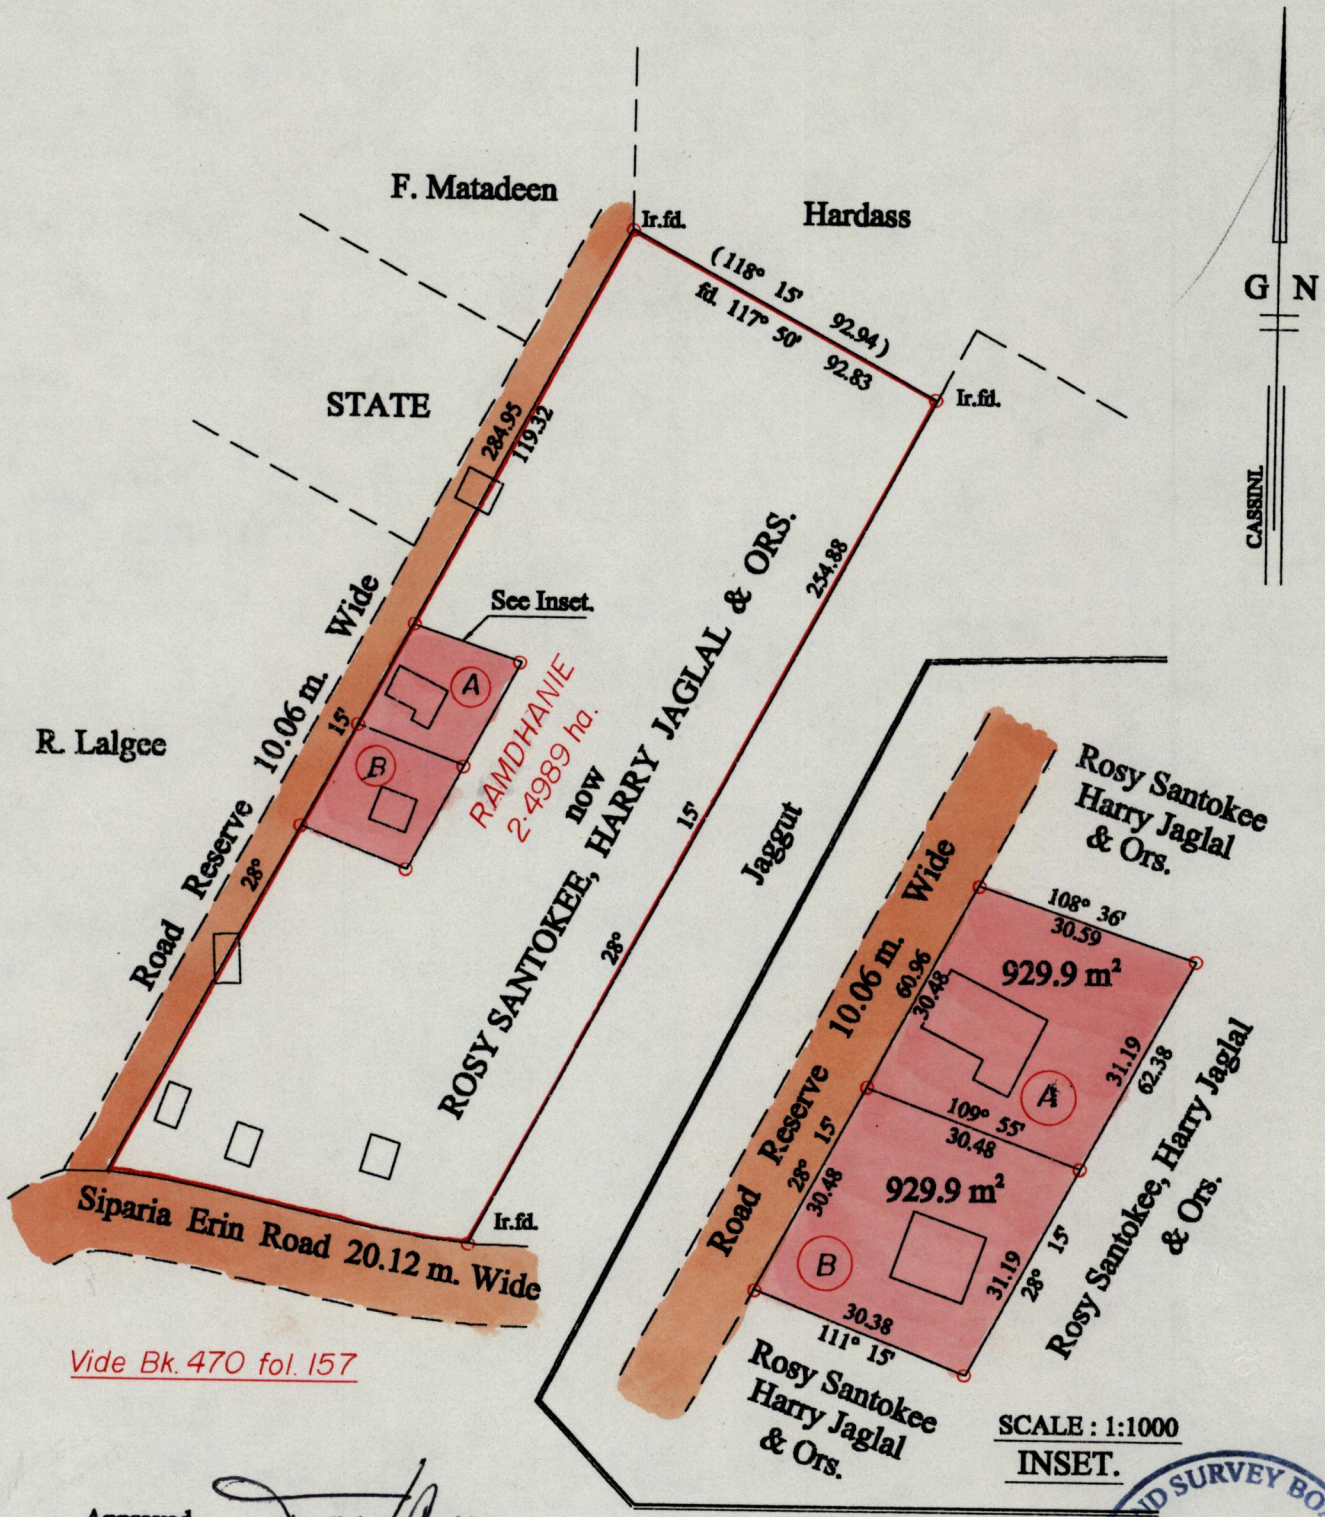 F. Matadeen
Ir.fd.
Hardass
(118° 15' 92.94)
fd. 117° 50' 92.83
Ir.fd.
G N
CASSINI.
STATE
284.95
119.32
See Inset.
254.88
Road Reserve 10.06 m. Wide
28° 15'
R. Lalgee
A
B
RAMDHANIE
2.4989 ha.
now
ROSY SANTOKEE, HARRY JAGLAL & ORS.
28° 15'
Jaggut
Siparia Erin Road 20.12 m. Wide
Ir.fd.
Vide Bk. 470 fol. 157
Rosy Santokee
Harry Jaglal
& Ors.
Road Reserve 10.06 m. Wide
108° 36'
30.59
929.9 m²
60.96
30.48
31.19
62.38
A
109° 55'
30.48
28° 15'
30.48
929.9 m²
B
31.19
28° 15'
30.38
111° 15'
Rosy Santokee, Harry Jaglal
& Ors.
Rosy Santokee
Harry Jaglal
& Ors.
SCALE : 1:1000
INSET.
Approved
ND SURVEY BO